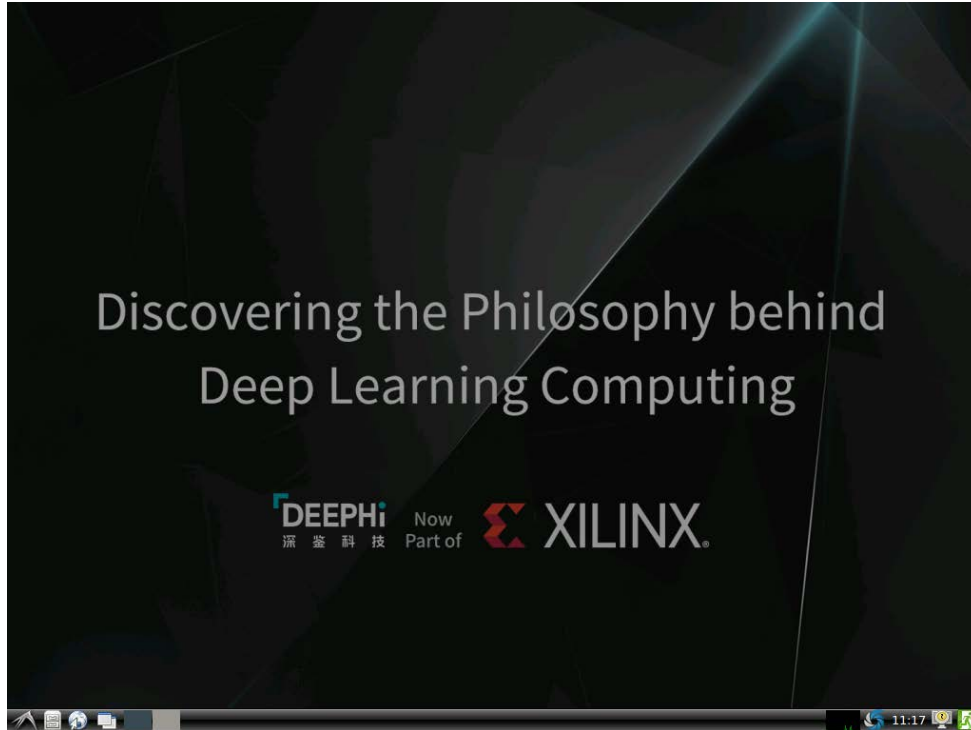 Discovering the Philosophy behind
Deep Learning Computing
DEEPHi
深鉴科技
Now
Part of
XILINX®
11:17